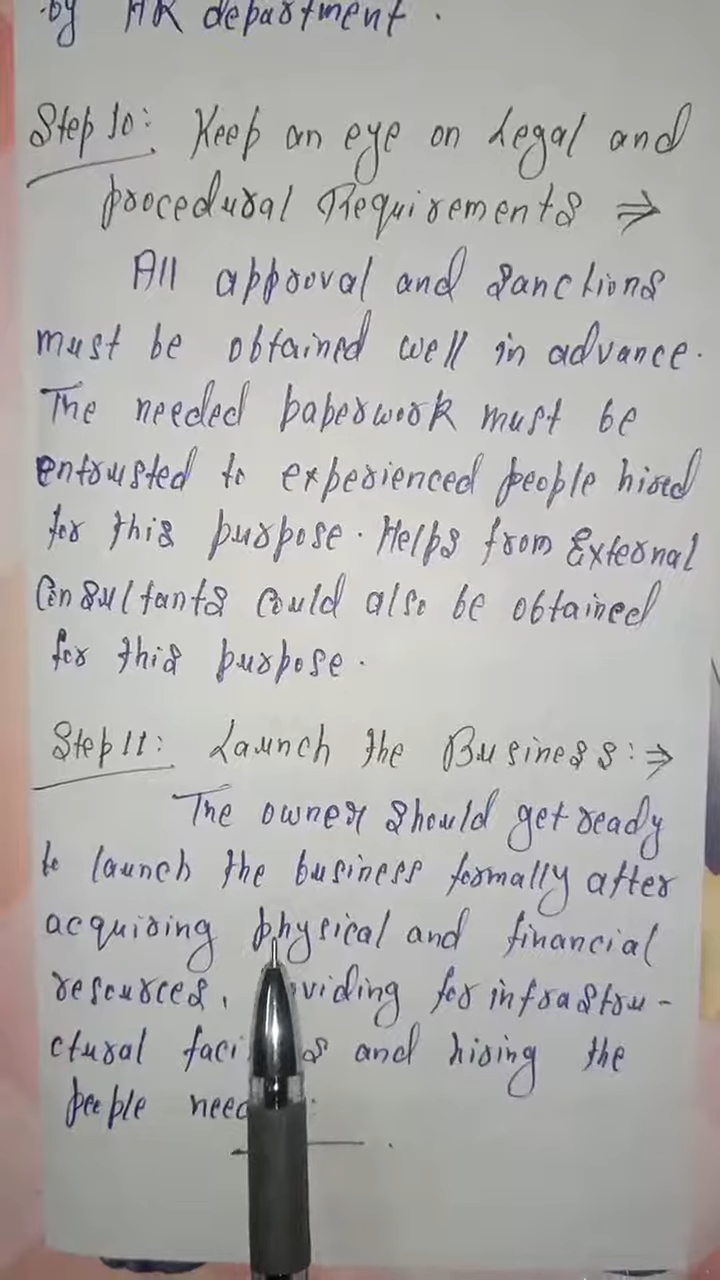 by HR department.
Step 10: Keep an eye on Legal and
procedural Requirements ⇒
All approval and Sanctions
must be obtained well in advance.
The needed paperwork must be
entrusted to experienced people hired
for this purpose. Helps from External
Consultants Could also be obtained
for this purpose.
Step 11: Launch the Business:⇒
The owner Should get ready
to launch the business formally after
acquiring physical and financial
resources, for infrastru-
ctural and hiring the
people